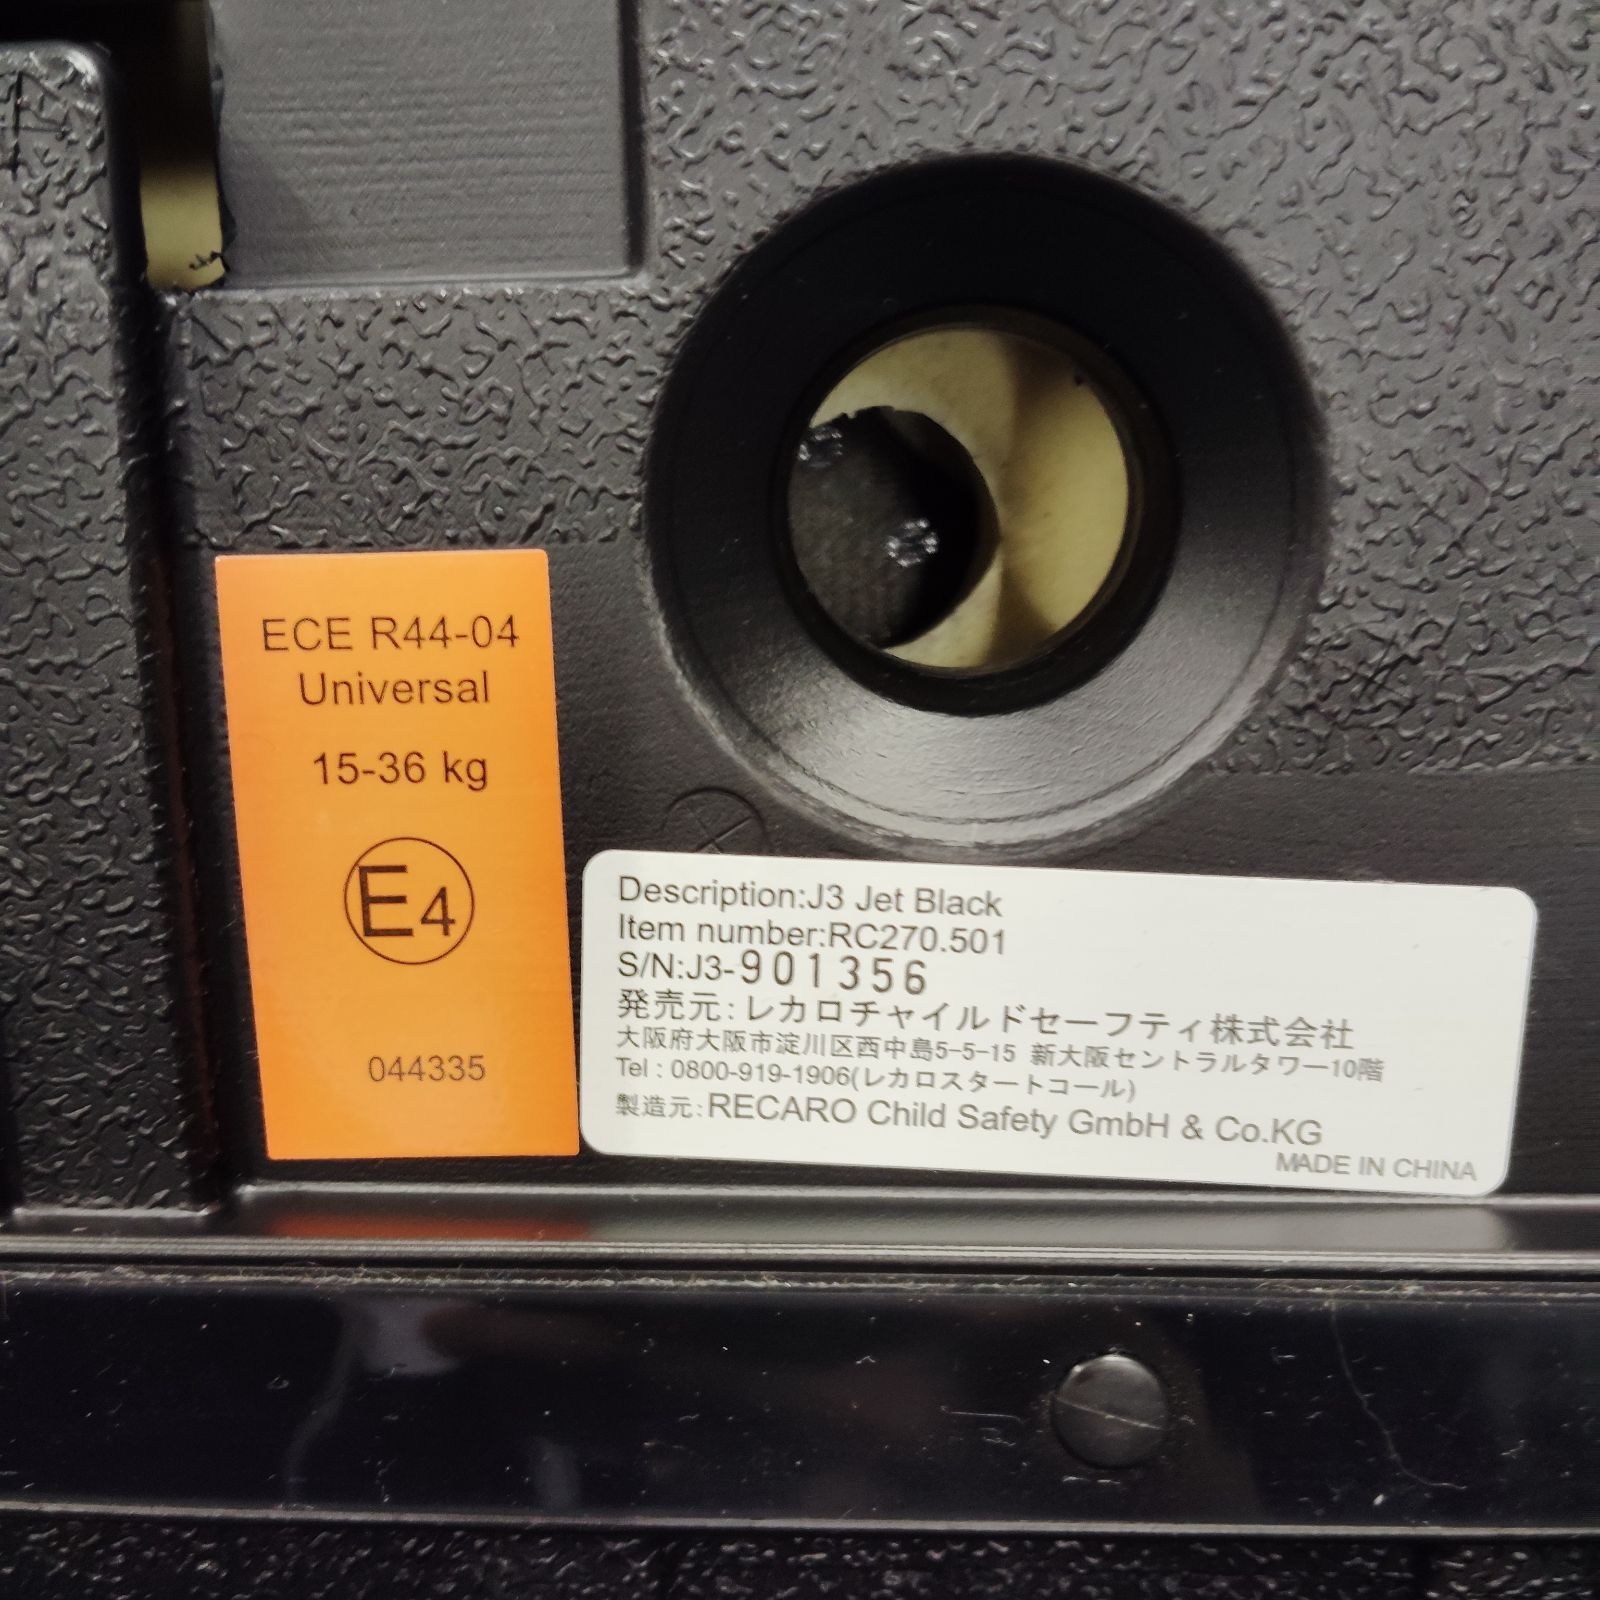 ECE R44-04
Universal
15-36 kg
E4
044335
Description:J3 Jet Black
Item number:RC270.501
S/N:J3-901356
発売元:レカロチャイルドセーフティ株式会社
大阪府大阪市淀川区西中島5-5-15 新大阪セントラルタワー10階
Tel : 0800-919-1906(レカロスタートコール)
製造元:RECARO Child Safety GmbH & Co.KG
MADE IN CHINA